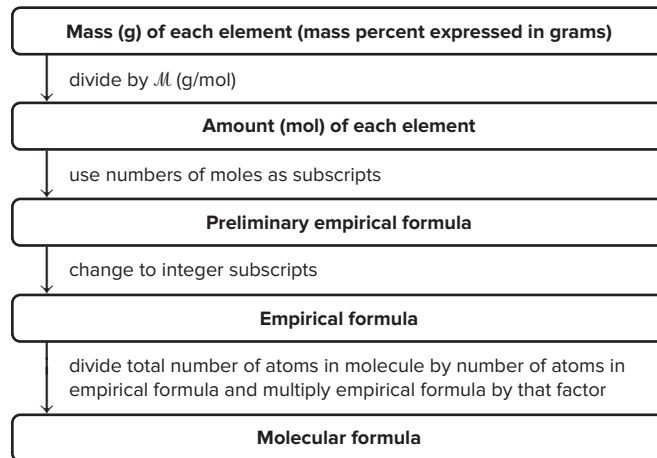 Mass (g) of each element (mass percent expressed in grams)
divide by ℳ (g/mol)
Amount (mol) of each element
use numbers of moles as subscripts
Preliminary empirical formula
change to integer subscripts
Empirical formula
divide total number of atoms in molecule by number of atoms in
empirical formula and multiply empirical formula by that factor
Molecular formula